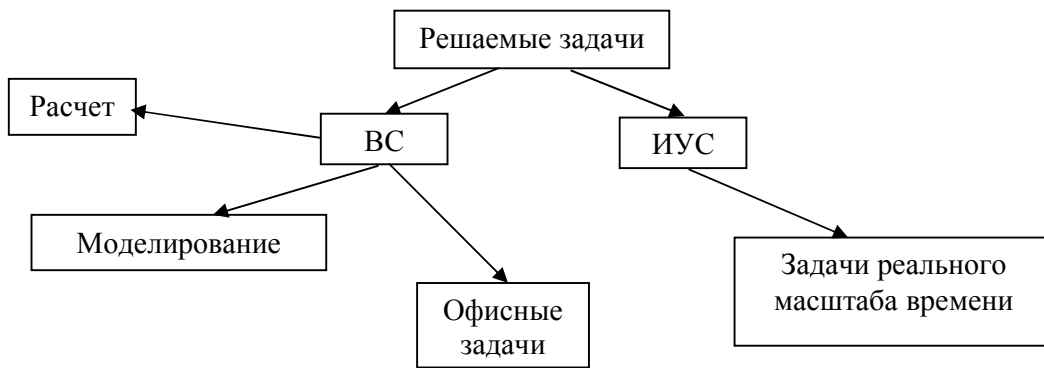 Решаемые задачи
Расчет
ВС
ИУС
Моделирование
Задачи реального
масштаба времени
Офисные
задачи